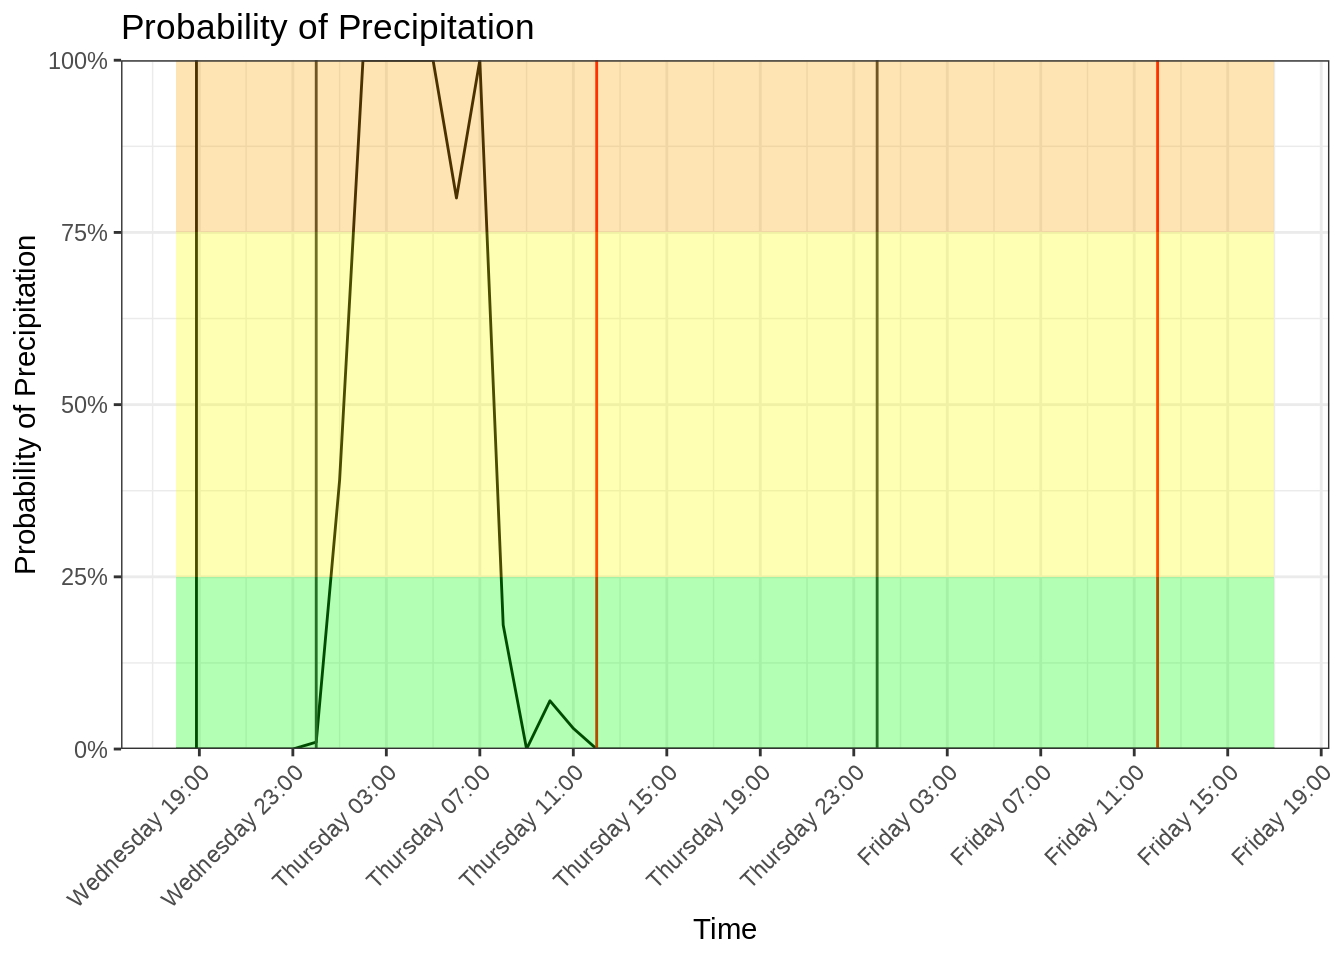 Probability of Precipitation
Probability of Precipitation
100%
75%
50%
25%
0%
Wednesday 19:00
Wednesday 23:00
Thursday 03:00
Thursday 07:00
Thursday 11:00
Thursday 15:00
Thursday 19:00
Thursday 23:00
Friday 03:00
Friday 07:00
Friday 11:00
Friday 15:00
Friday 19:00
Time